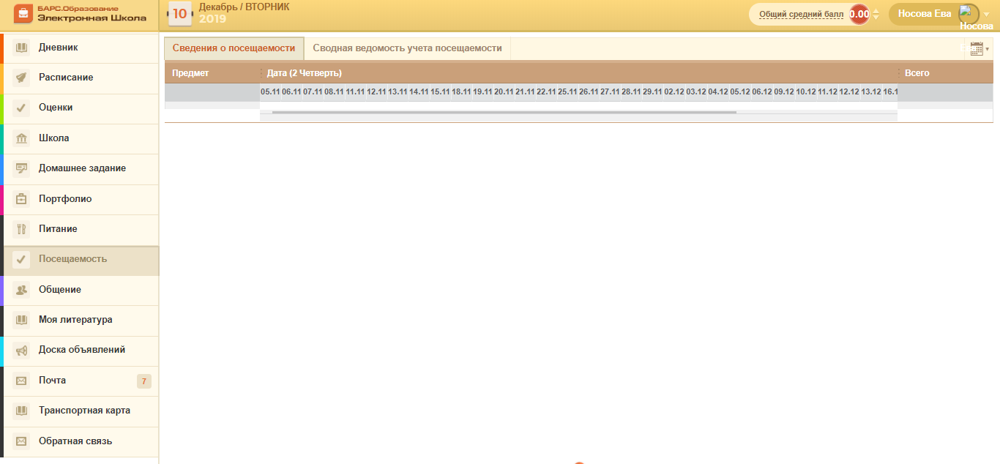 БАРС.Образование
Электронная Школа
10
Декабрь / ВТОРНИК
2019
Общий средний балл 0.00
Носова Ева
Носова
Дневник
Расписание
Оценки
Школа
Домашнее задание
Портфолио
Питание
Посещаемость
Общение
Моя литература
Доска объявлений
Почта 7
Транспортная карта
Обратная связь
Сведения о посещаемости Сводная ведомость учета посещаемости
Предмет Дата (2 Четверть) Всего
05.11 06.11 07.11 08.11 11.11 12.11 13.11 14.11 15.11 18.11 19.11 20.11 21.11 22.11 25.11 26.11 27.11 28.11 29.11 02.12 03.12 04.12 05.12 06.12 09.12 10.12 11.12 12.12 13.12 16.1